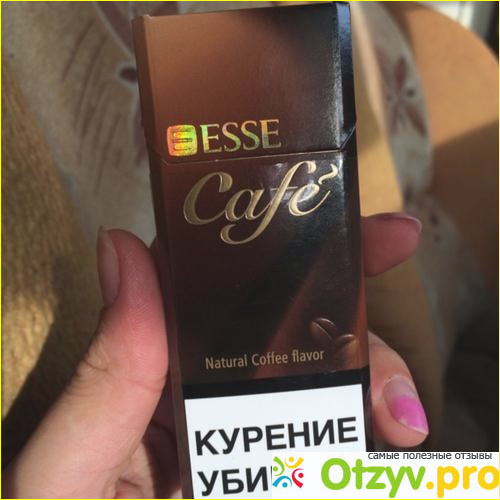 ESSE
Café
Natural Coffee flavor
КУРЕНИЕ
УБИ
самые полезные отзывы
Otzyv.pro